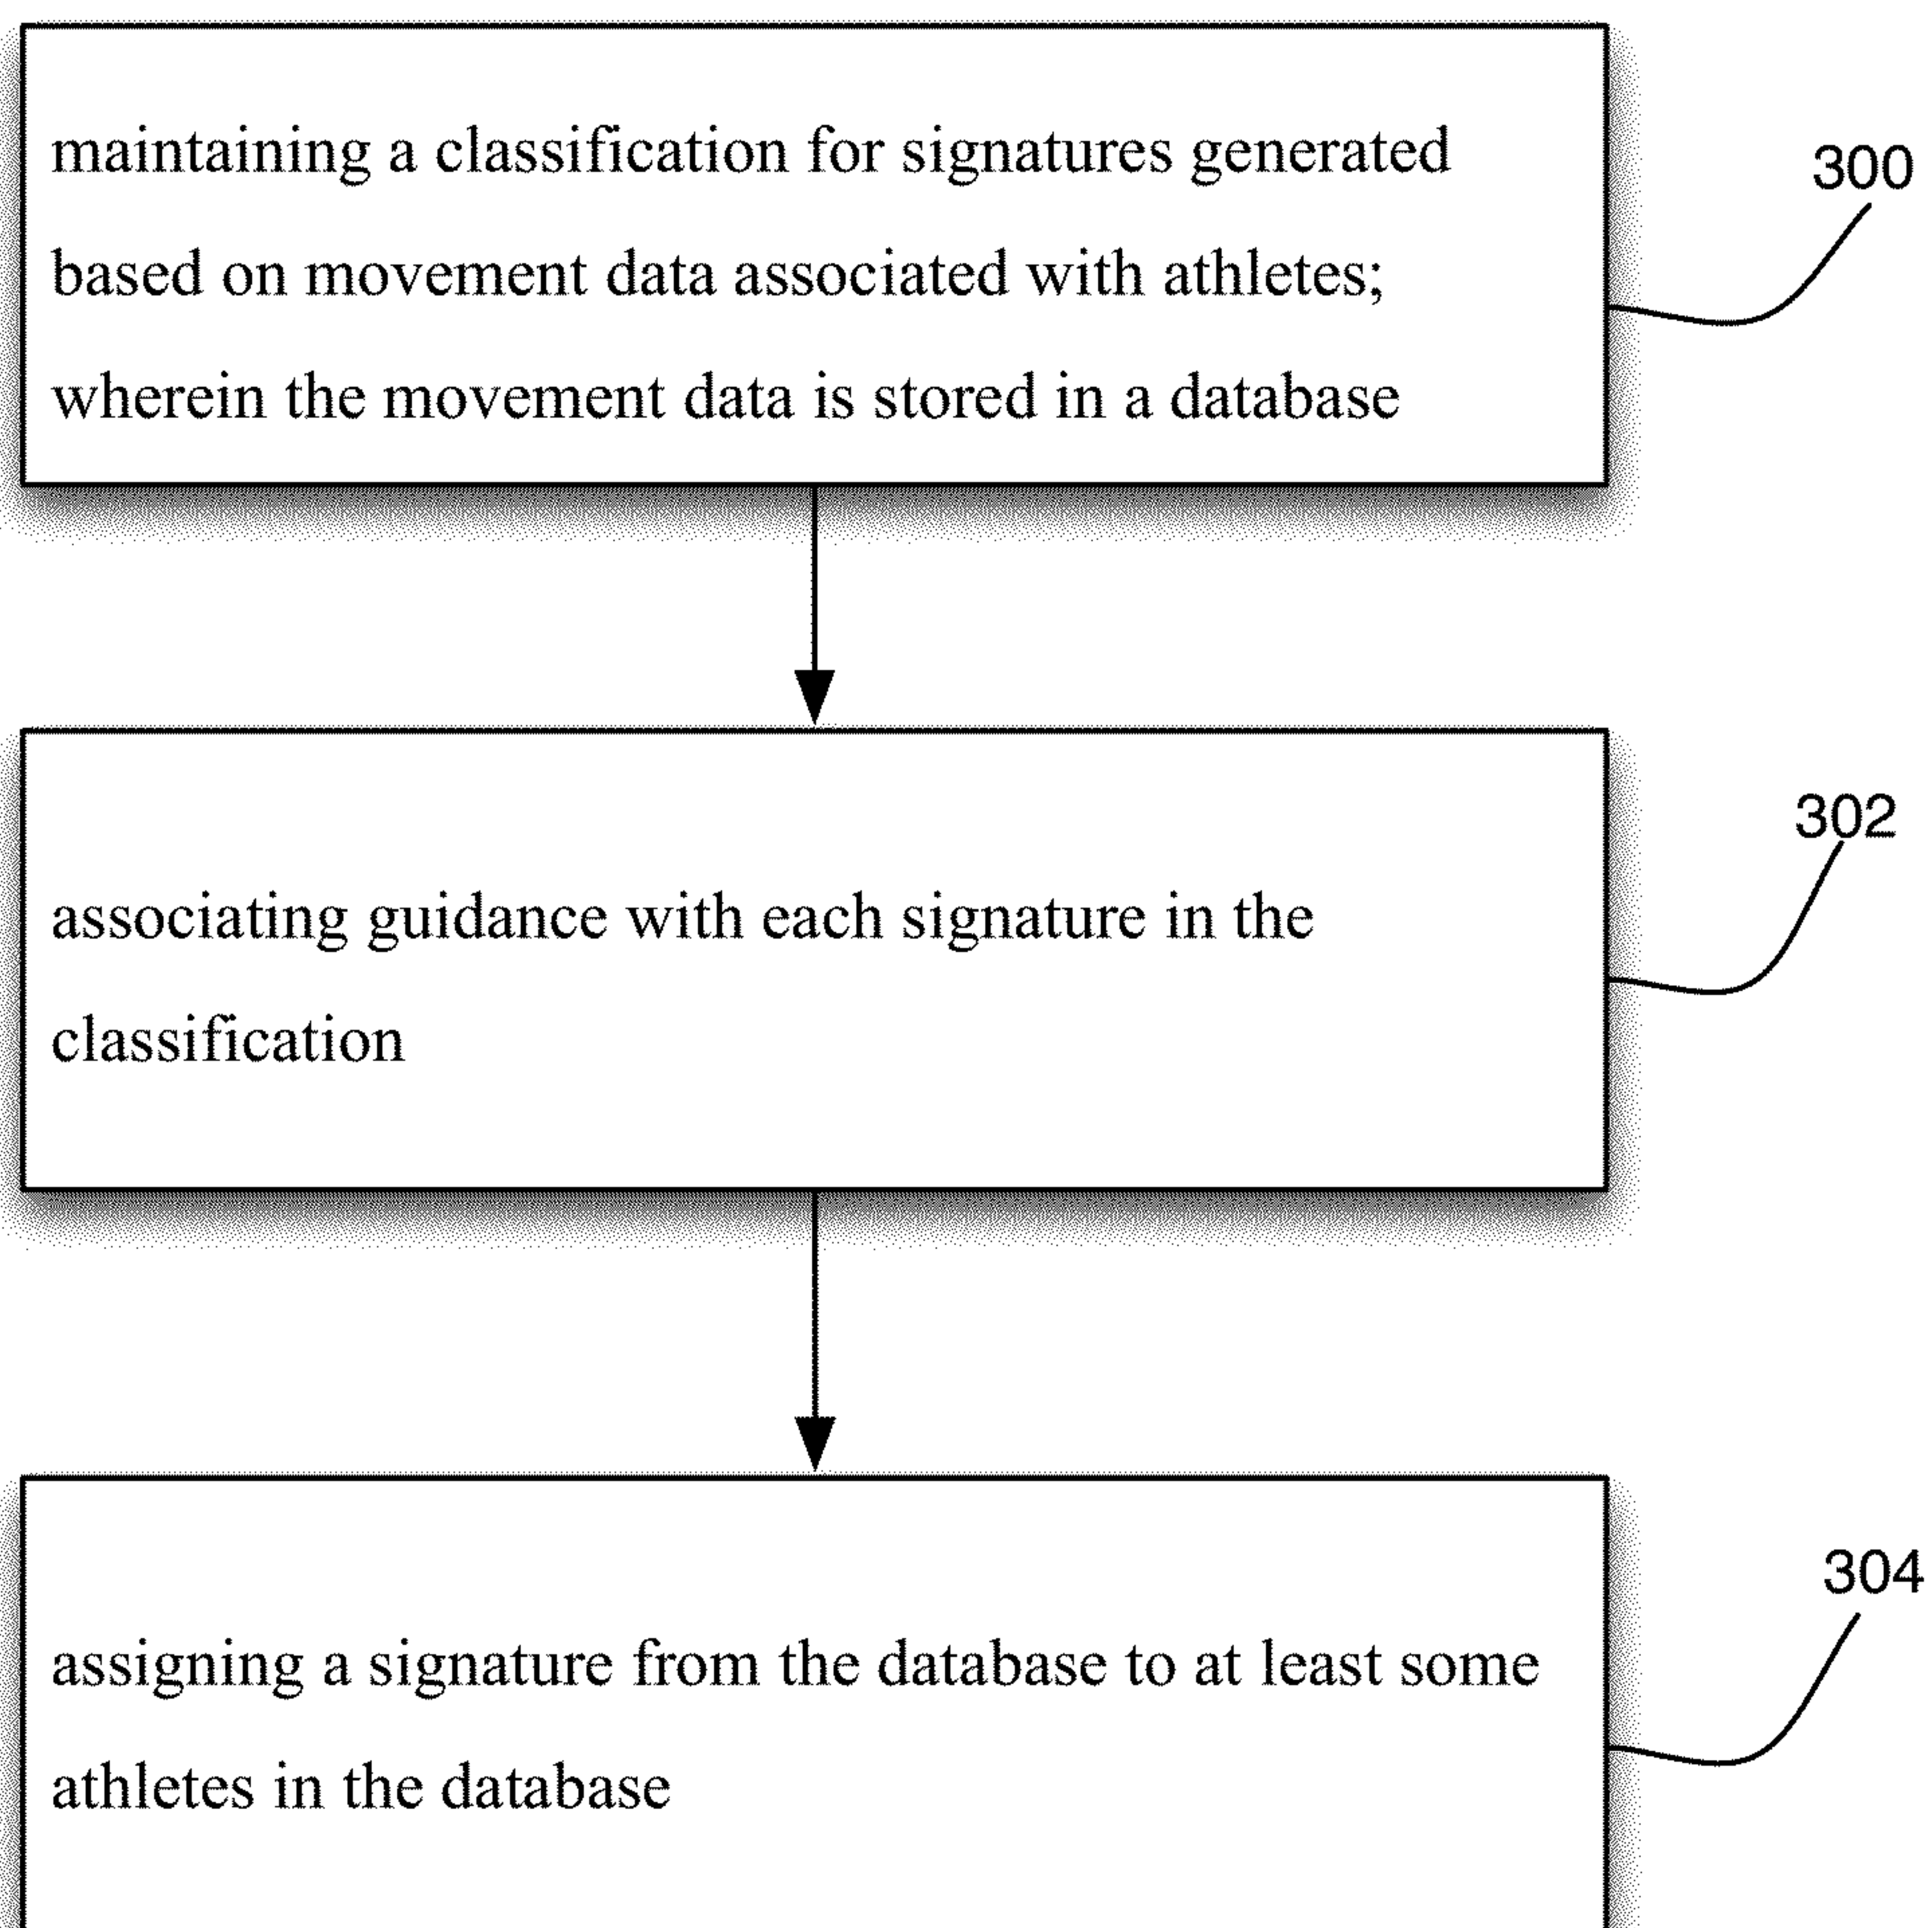 maintaining a classification for signatures generated
based on movement data associated with athletes;
wherein the movement data is stored in a database
300
associating guidance with each signature in the
classification
302
assigning a signature from the database to at least some
athletes in the database
304